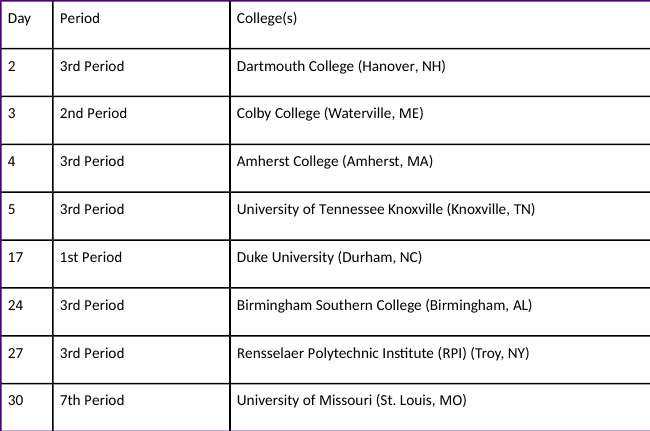 Day Period College(s)
2 3rd Period Dartmouth College (Hanover, NH)
3 2nd Period Colby College (Waterville, ME)
4 3rd Period Amherst College (Amherst, MA)
5 3rd Period University of Tennessee Knoxville (Knoxville, TN)
17 1st Period Duke University (Durham, NC)
24 3rd Period Birmingham Southern College (Birmingham, AL)
27 3rd Period Rensselaer Polytechnic Institute (RPI) (Troy, NY)
30 7th Period University of Missouri (St. Louis, MO)